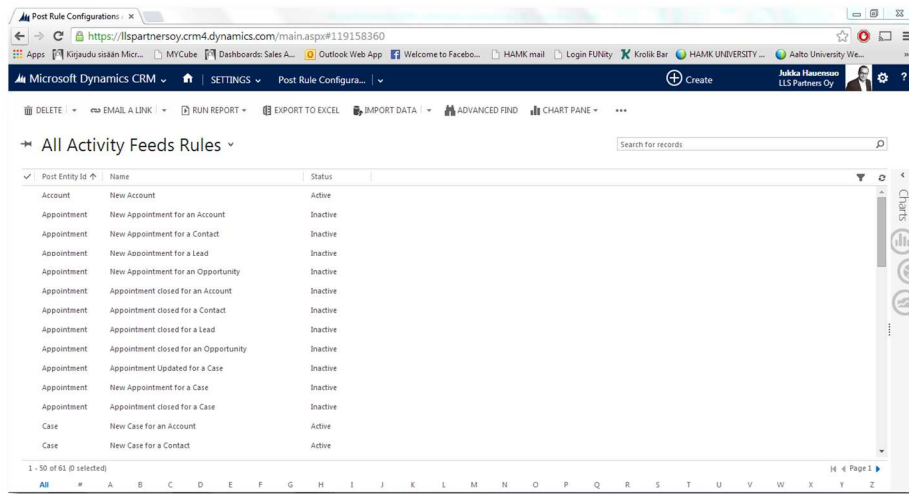 Post Rule Configurations
https://llspartnersoy.crm4.dynamics.com/main.aspx#119158360
Apps Kirjaudu sisään Micr... MYCube Dashboards: Sales A... Outlook Web App Welcome to Facebo... HAMK mail Login FUNity Krolik Bar HAMK UNIVERSITY ... Aalto University We... »
Microsoft Dynamics CRM SETTINGS Post Rule Configura... Create Jukka Hauensuo ?
LLS Partners Oy
DELETE EMAIL A LINK RUN REPORT EXPORT TO EXCEL IMPORT DATA ADVANCED FIND CHART PANE ...
All Activity Feeds Rules Search for records
Post Entity Id Name Status
Charts
Account New Account Active
Appointment New Appointment for an Account Inactive
Appointment New Appointment for a Contact Inactive
Appointment New Appointment for a Lead Inactive
Appointment New Appointment for an Opportunity Inactive
Appointment Appointment closed for an Account Inactive
Appointment Appointment closed for a Contact Inactive
Appointment Appointment closed for a Lead Inactive
Appointment Appointment closed for an Opportunity Inactive
Appointment Appointment Updated for a Case Inactive
Appointment New Appointment for a Case Inactive
Appointment Appointment closed for a Case Inactive
Case New Case for an Account Active
Case New Case for a Contact Active
1 - 50 of 61 (0 selected) Page 1
All # A B C D E F G H I J K L M N O P Q R S T U V W X Y Z